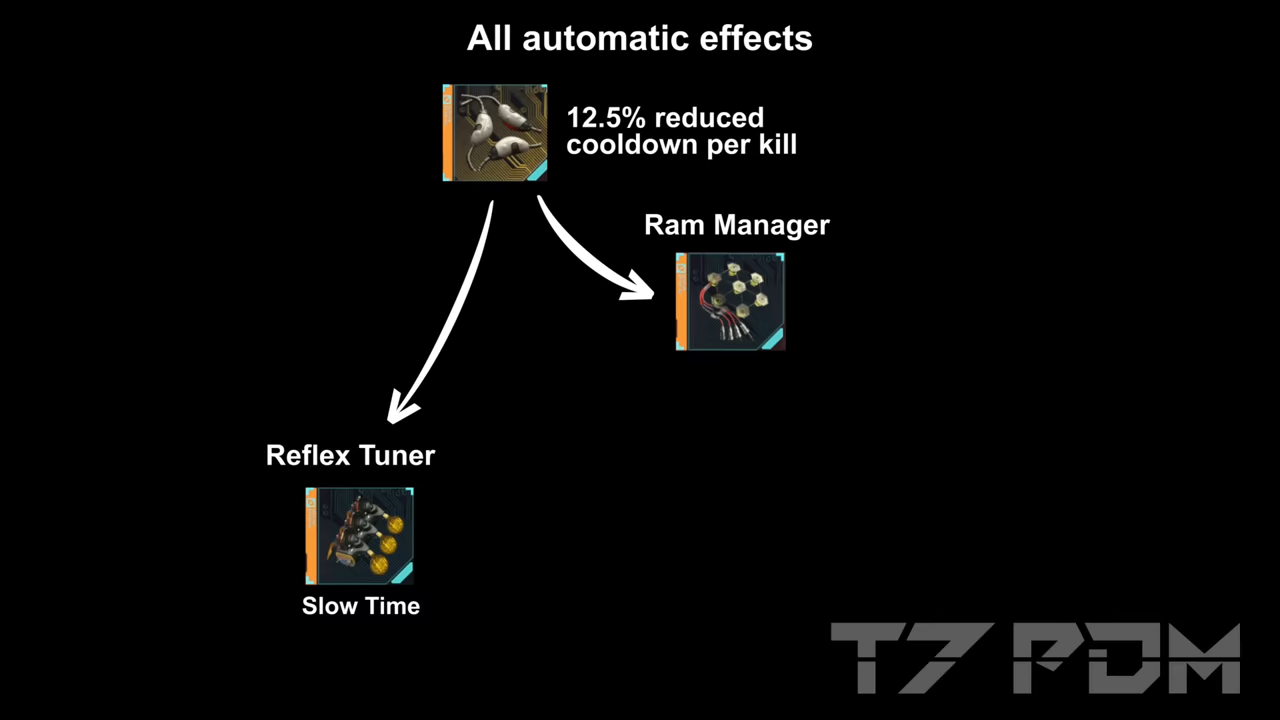 All automatic effects
12.5% reduced
cooldown per kill
Ram Manager
Reflex Tuner
Slow Time
T7 PDM